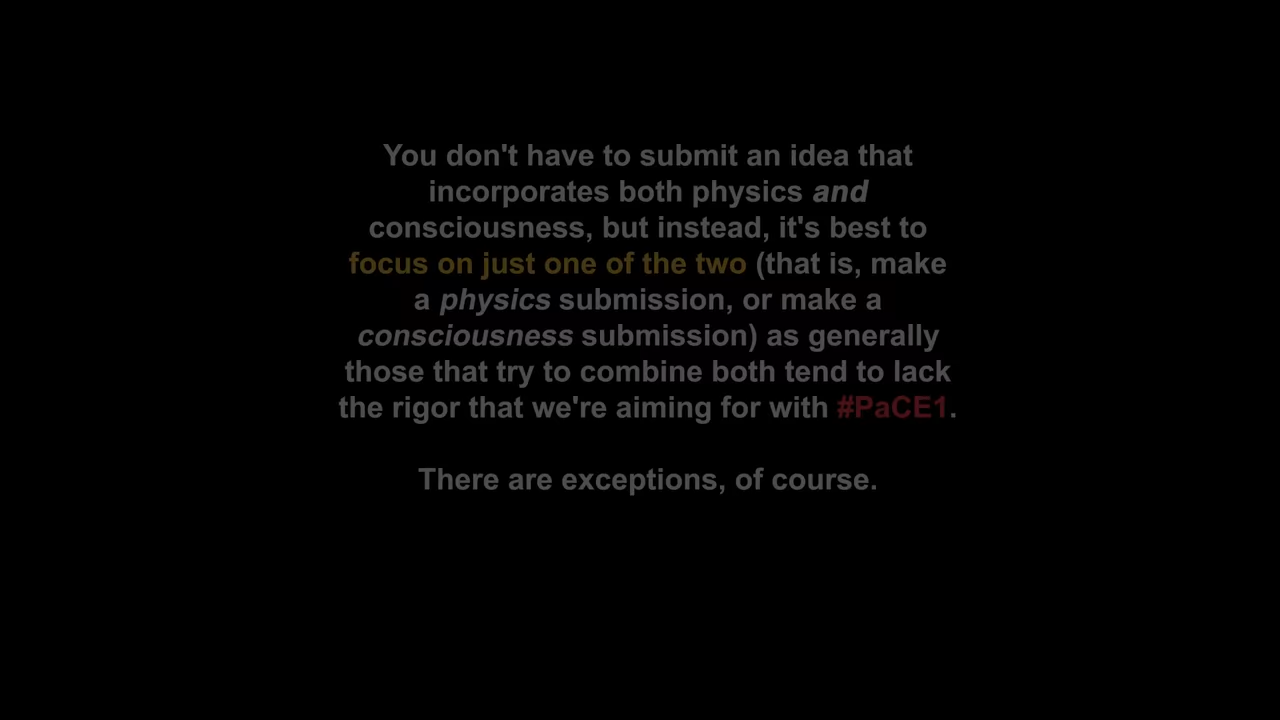 You don't have to submit an idea that
incorporates both physics and
consciousness, but instead, it's best to
focus on just one of the two (that is, make
a physics submission, or make a
consciousness submission) as generally
those that try to combine both tend to lack
the rigor that we're aiming for with #PaCE1.
There are exceptions, of course.